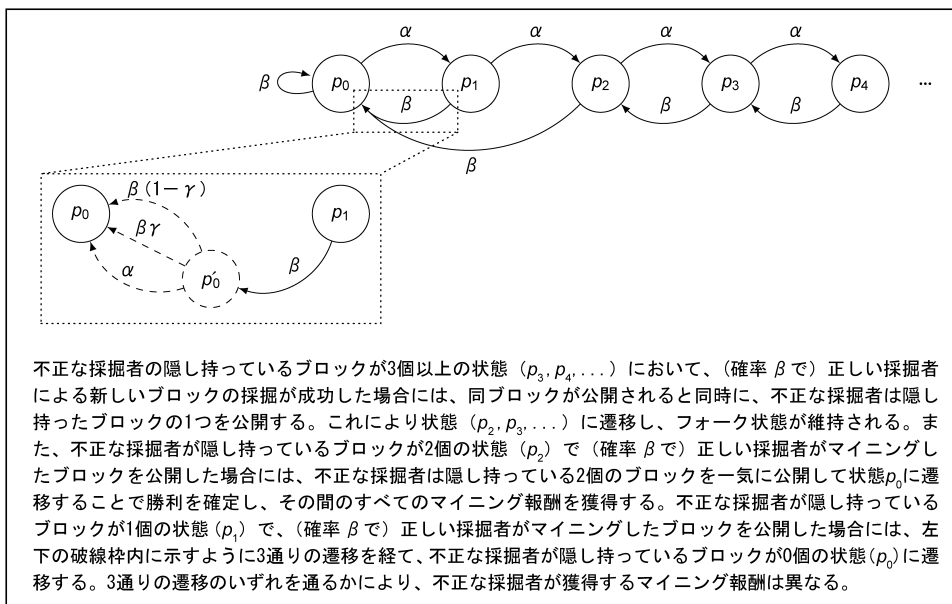 α α α α
β p0 p1 p2 p3 p4 …
β β β
β
β(1−γ)
p0 βγ p1
α p′0 β
不正な採掘者の隠し持っているブロックが3個以上の状態(p3, p4, . . . )において、(確率βで)正しい採掘者
による新しいブロックの採掘が成功した場合には、同ブロックが公開されると同時に、不正な採掘者は隠し
持ったブロックの1つを公開する。これにより状態(p2, p3, . . . )に遷移し、フォーク状態が維持される。ま
た、不正な採掘者が隠し持っているブロックが2個の状態(p2)で(確率βで)正しい採掘者がマイニングし
たブロックを公開した場合には、不正な採掘者は隠し持っている2個のブロックを一気に公開して状態p0に
遷移することで勝利を確定し、その間のすべてのマイニング報酬を獲得する。不正な採掘者が隠し持っている
ブロックが1個の状態(p1)で、(確率βで)正しい採掘者がマイニングしたブロックを公開した場合には、左
下の破線枠内に示すように3通りの遷移を経て、不正な採掘者が隠し持っているブロックが0個の状態(p0)に遷
移する。3通りの遷移のいずれを通るかにより、不正な採掘者が獲得するマイニング報酬は異なる。